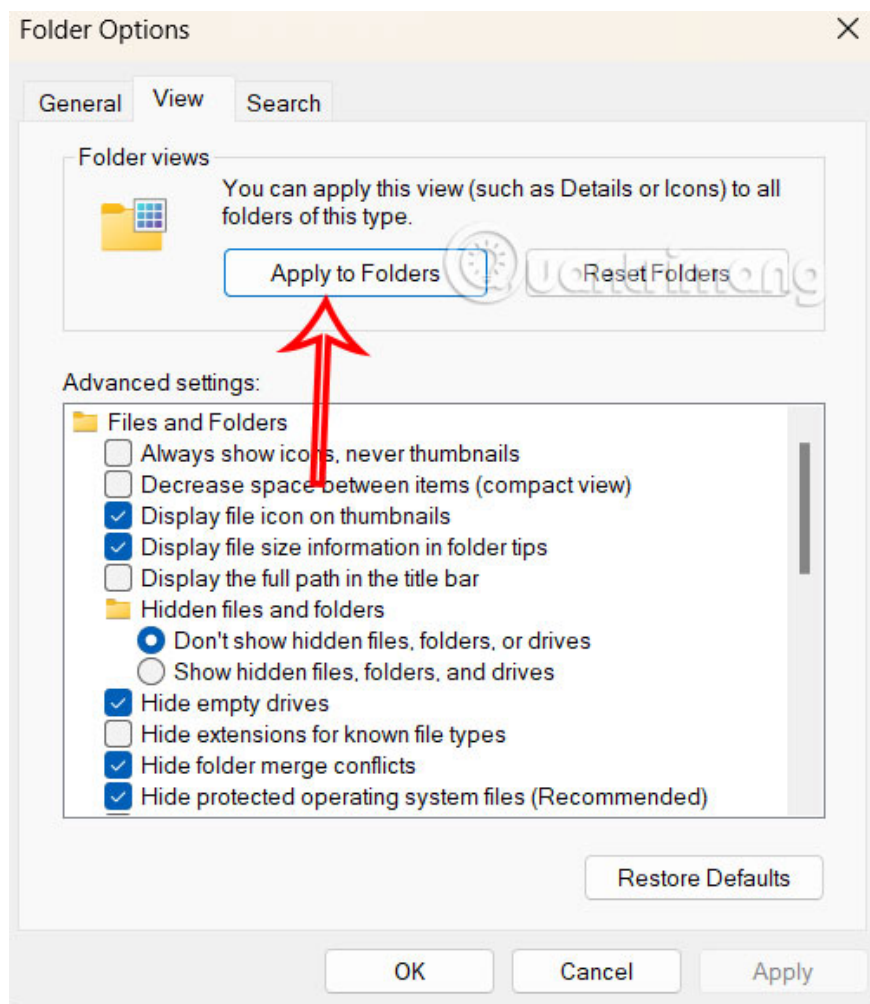 Folder Options
General View Search
Folder views
You can apply this view (such as Details or Icons) to all
folders of this type.
Apply to Folders Reset Folders
Quantrimang
Advanced settings:
Files and Folders
Always show icons, never thumbnails
Decrease space between items (compact view)
Display file icon on thumbnails
Display file size information in folder tips
Display the full path in the title bar
Hidden files and folders
Don't show hidden files, folders, or drives
Show hidden files, folders, and drives
Hide empty drives
Hide extensions for known file types
Hide folder merge conflicts
Hide protected operating system files (Recommended)
Restore Defaults
OK Cancel Apply